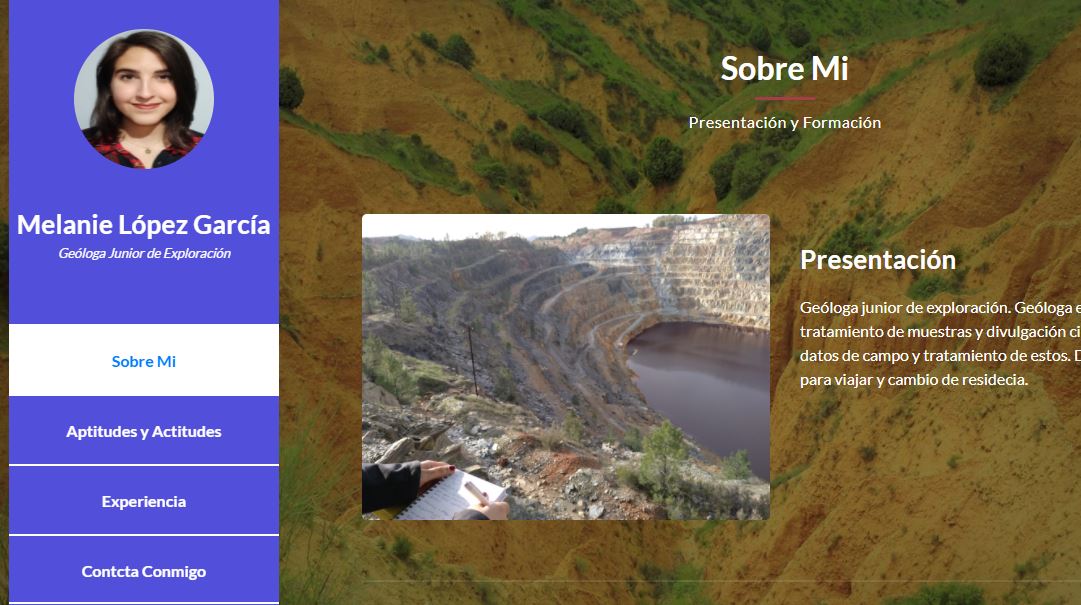 Melanie López García
Geóloga Junior de Exploración
Sobre Mi
Aptitudes y Actitudes
Experiencia
Contcta Conmigo
Sobre Mi
Presentación y Formación
Presentación
Geóloga junior de exploración. Geóloga
tratamiento de muestras y divulgación
datos de campo y tratamiento de estos.
para viajar y cambio de residecia.